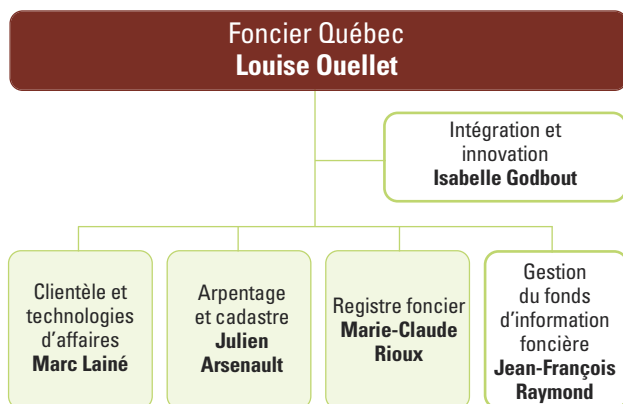 Foncier Québec
Louise Ouellet
Intégration et
innovation
Isabelle Godbout
Clientèle et
technologies
d'affaires
Marc Lainé
Arpentage
et cadastre
Julien
Arsenault
Registre foncier
Marie-Claude
Rioux
Gestion
du fonds
d'information
foncière
Jean-François
Raymond